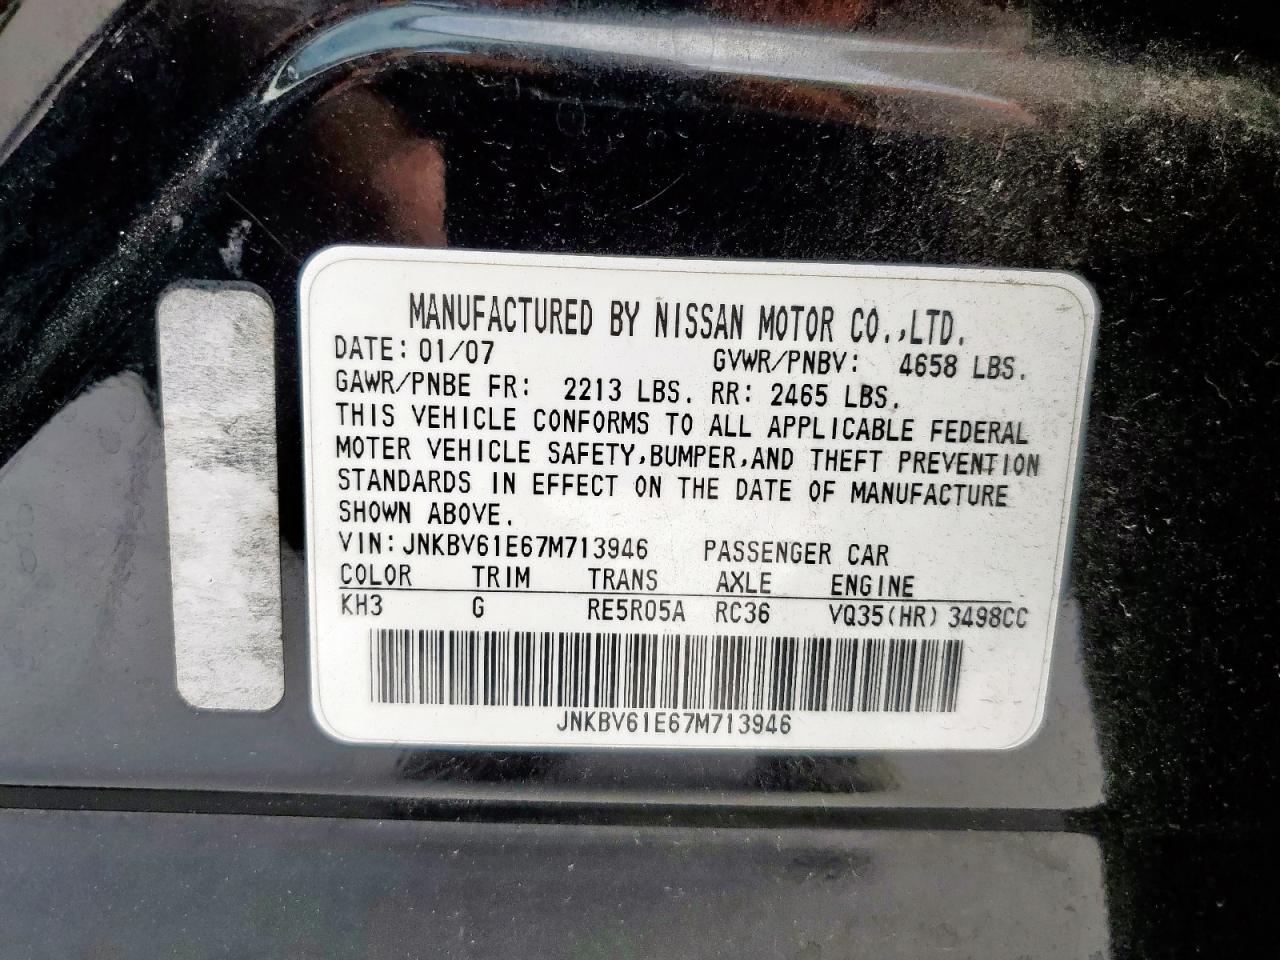 MANUFACTURED BY NISSAN MOTOR CO.,LTD.
DATE: 01/07 GVWR/PNBV: 4658 LBS.
GAWR/PNBE FR: 2213 LBS. RR: 2465 LBS.
THIS VEHICLE CONFORMS TO ALL APPLICABLE FEDERAL
MOTER VEHICLE SAFETY,BUMPER,AND THEFT PREVENTION
STANDARDS IN EFFECT ON THE DATE OF MANUFACTURE
SHOWN ABOVE.
VIN: JNKBV61E67M713946 PASSENGER CAR
COLOR TRIM TRANS AXLE ENGINE
KH3 G RE5R05A RC36 VQ35(HR) 3498CC
JNKBV61E67M713946